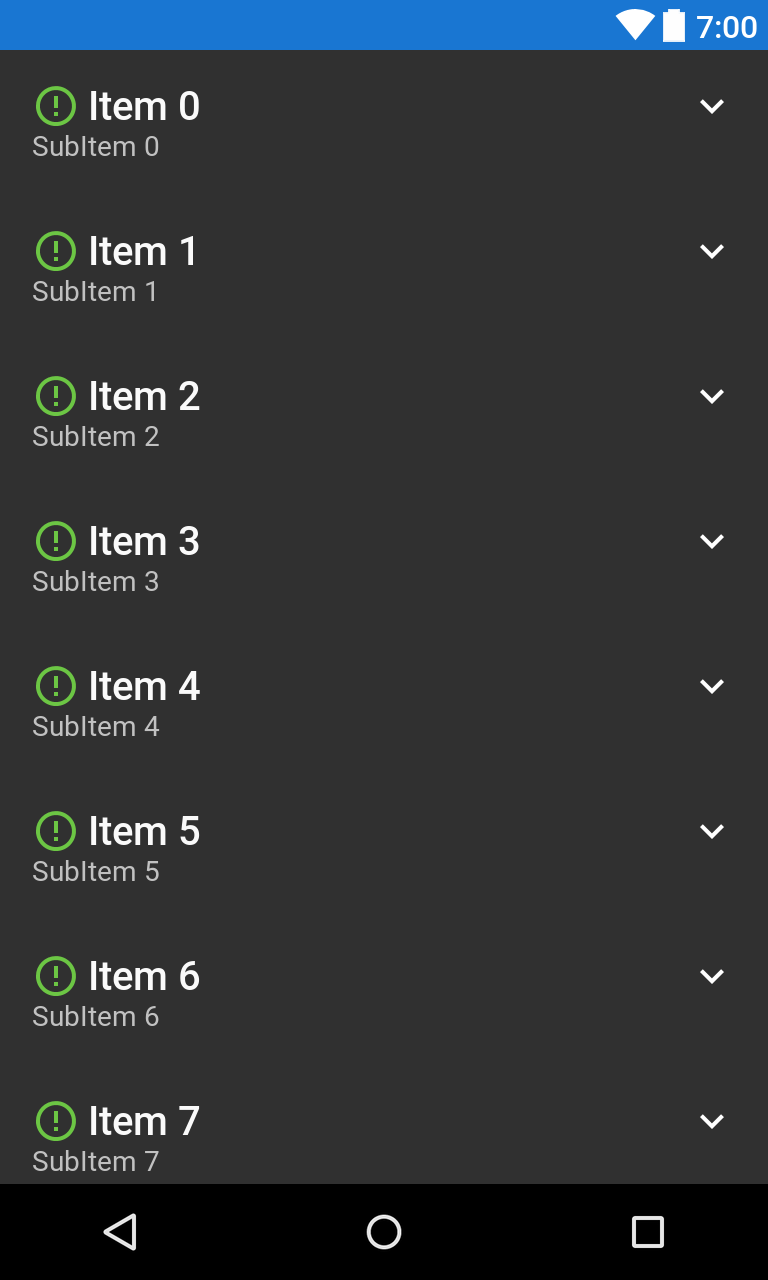 7:00
Item 0
SubItem 0
Item 1
SubItem 1
Item 2
SubItem 2
Item 3
SubItem 3
Item 4
SubItem 4
Item 5
SubItem 5
Item 6
SubItem 6
Item 7
SubItem 7